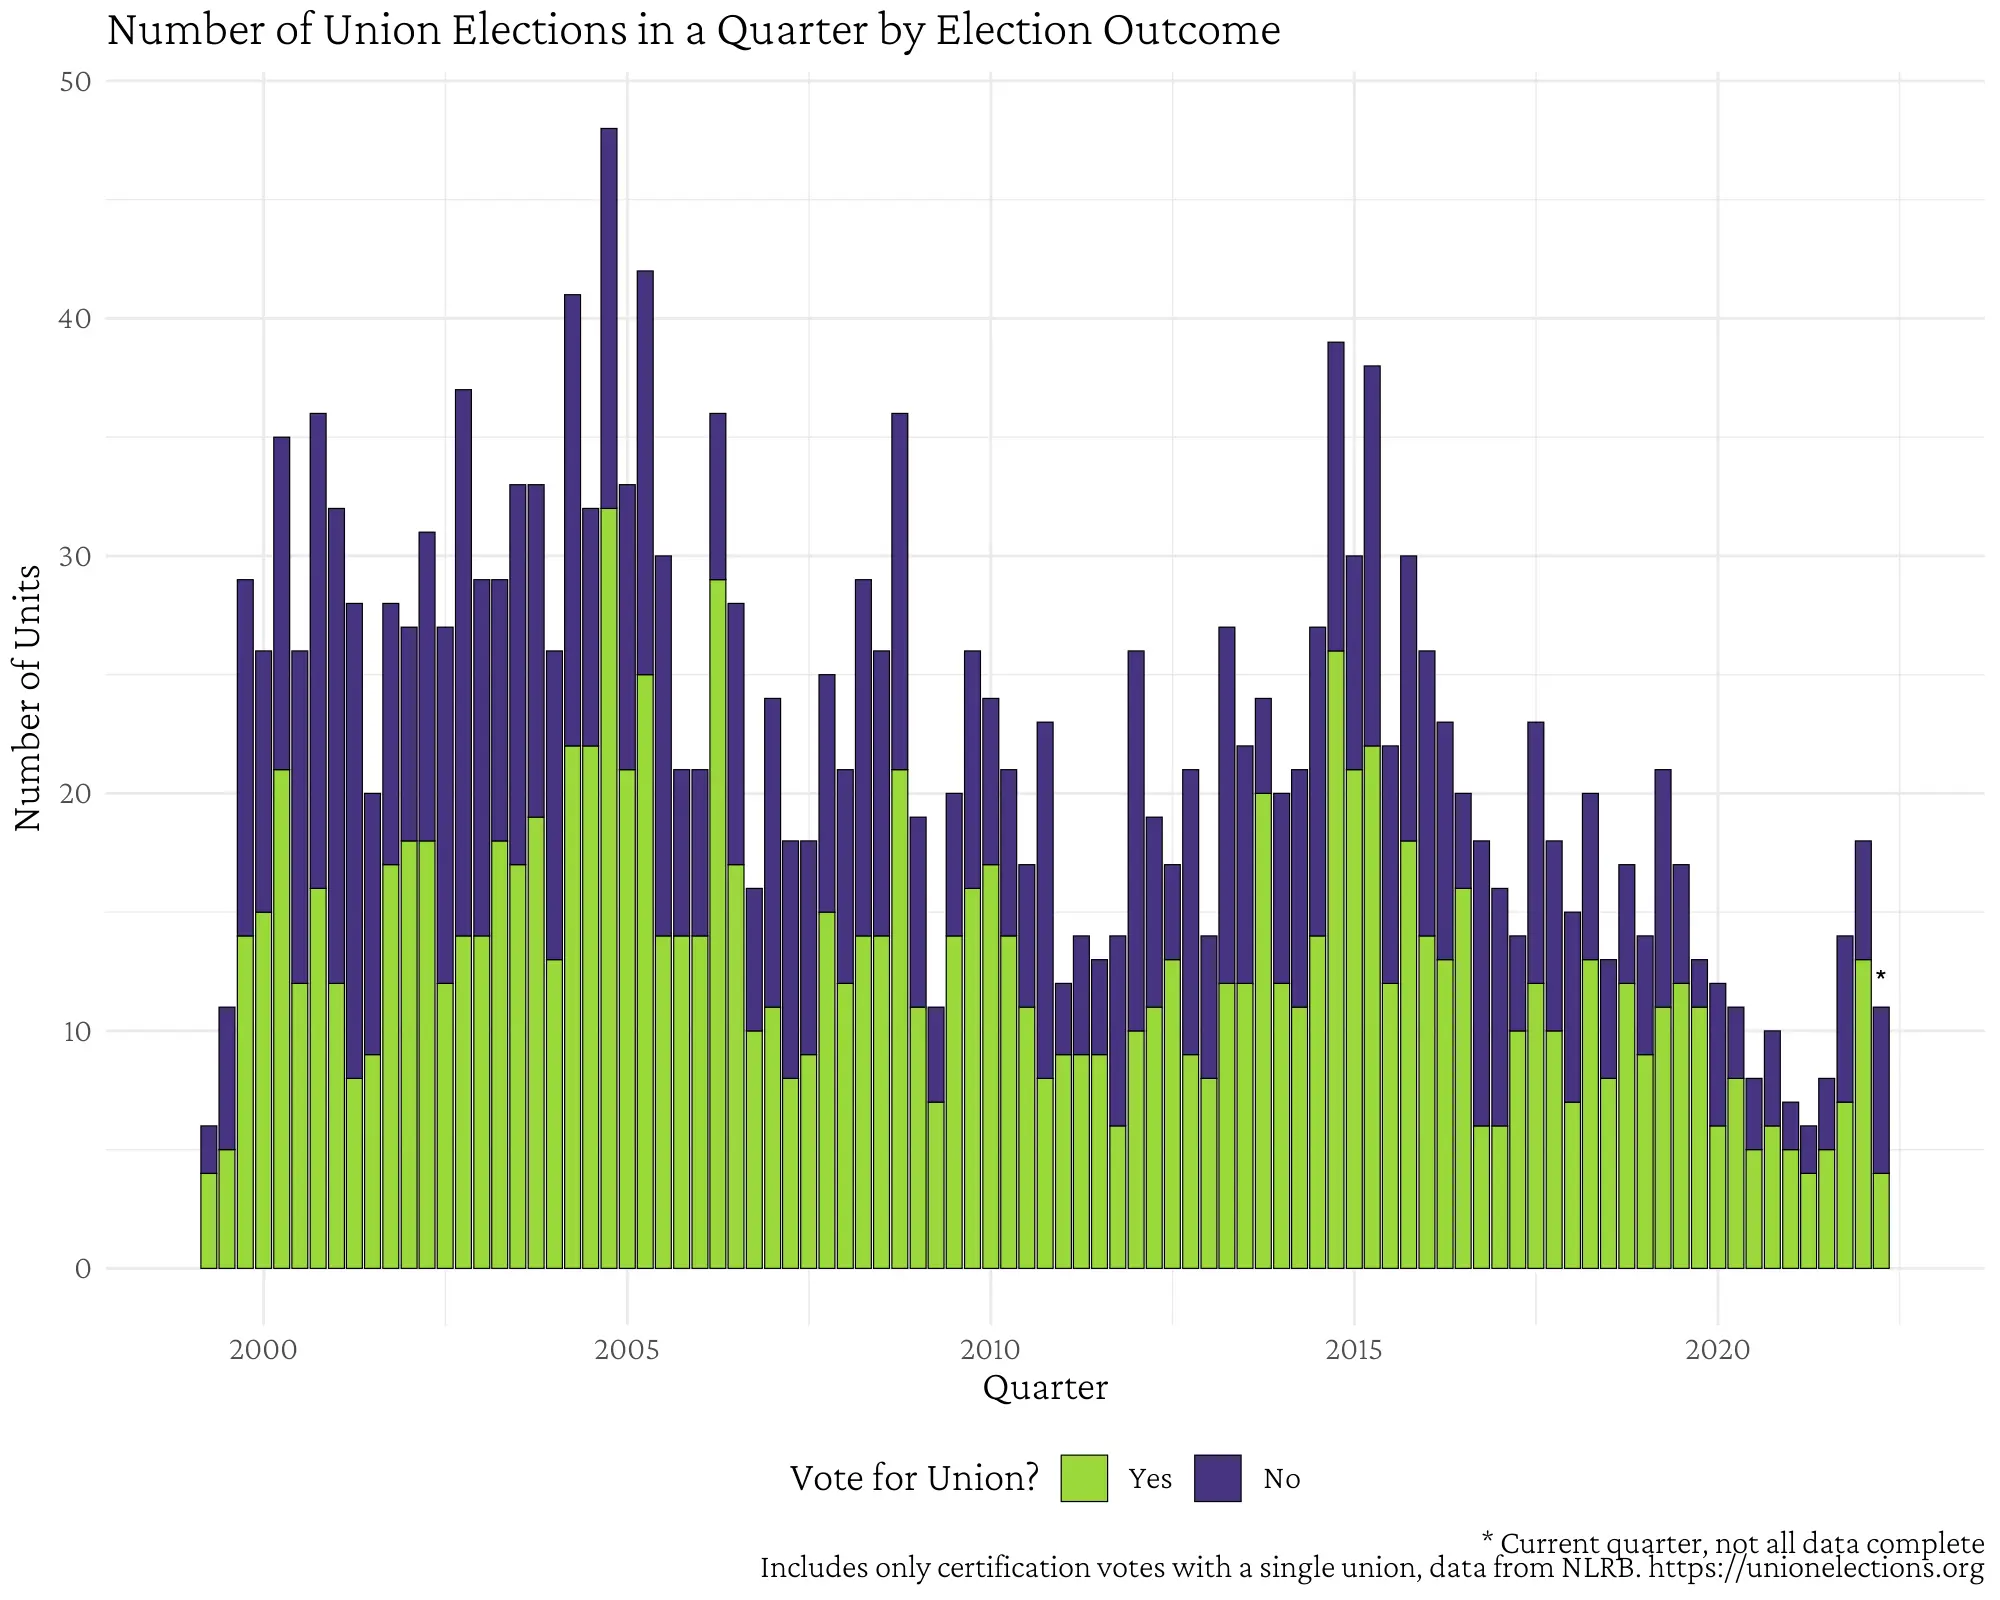 Number of Union Elections in a Quarter by Election Outcome
50
40
30
20
10
0
Number of Units
*
2000 2005 2010 2015 2020
Quarter
Vote for Union? Yes No
* Current quarter, not all data complete
Includes only certification votes with a single union, data from NLRB. https://unionelections.org